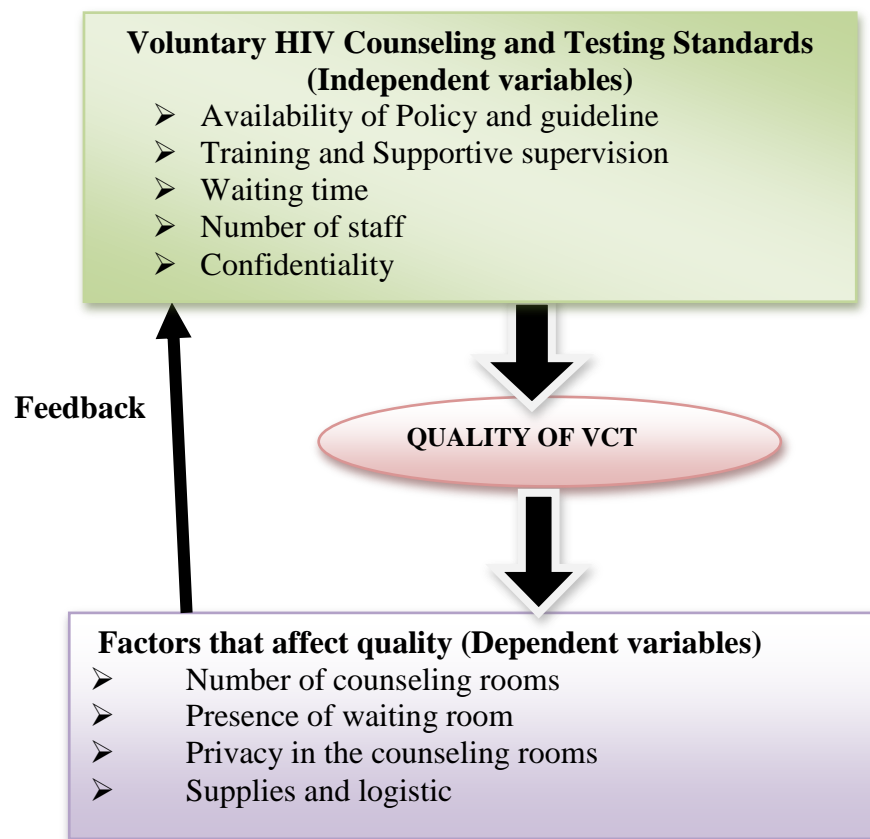 Voluntary HIV Counseling and Testing Standards
(Independent variables)
➢ Availability of Policy and guideline
➢ Training and Supportive supervision
➢ Waiting time
➢ Number of staff
➢ Confidentiality
Feedback
QUALITY OF VCT
Factors that affect quality (Dependent variables)
➢ Number of counseling rooms
➢ Presence of waiting room
➢ Privacy in the counseling rooms
➢ Supplies and logistic